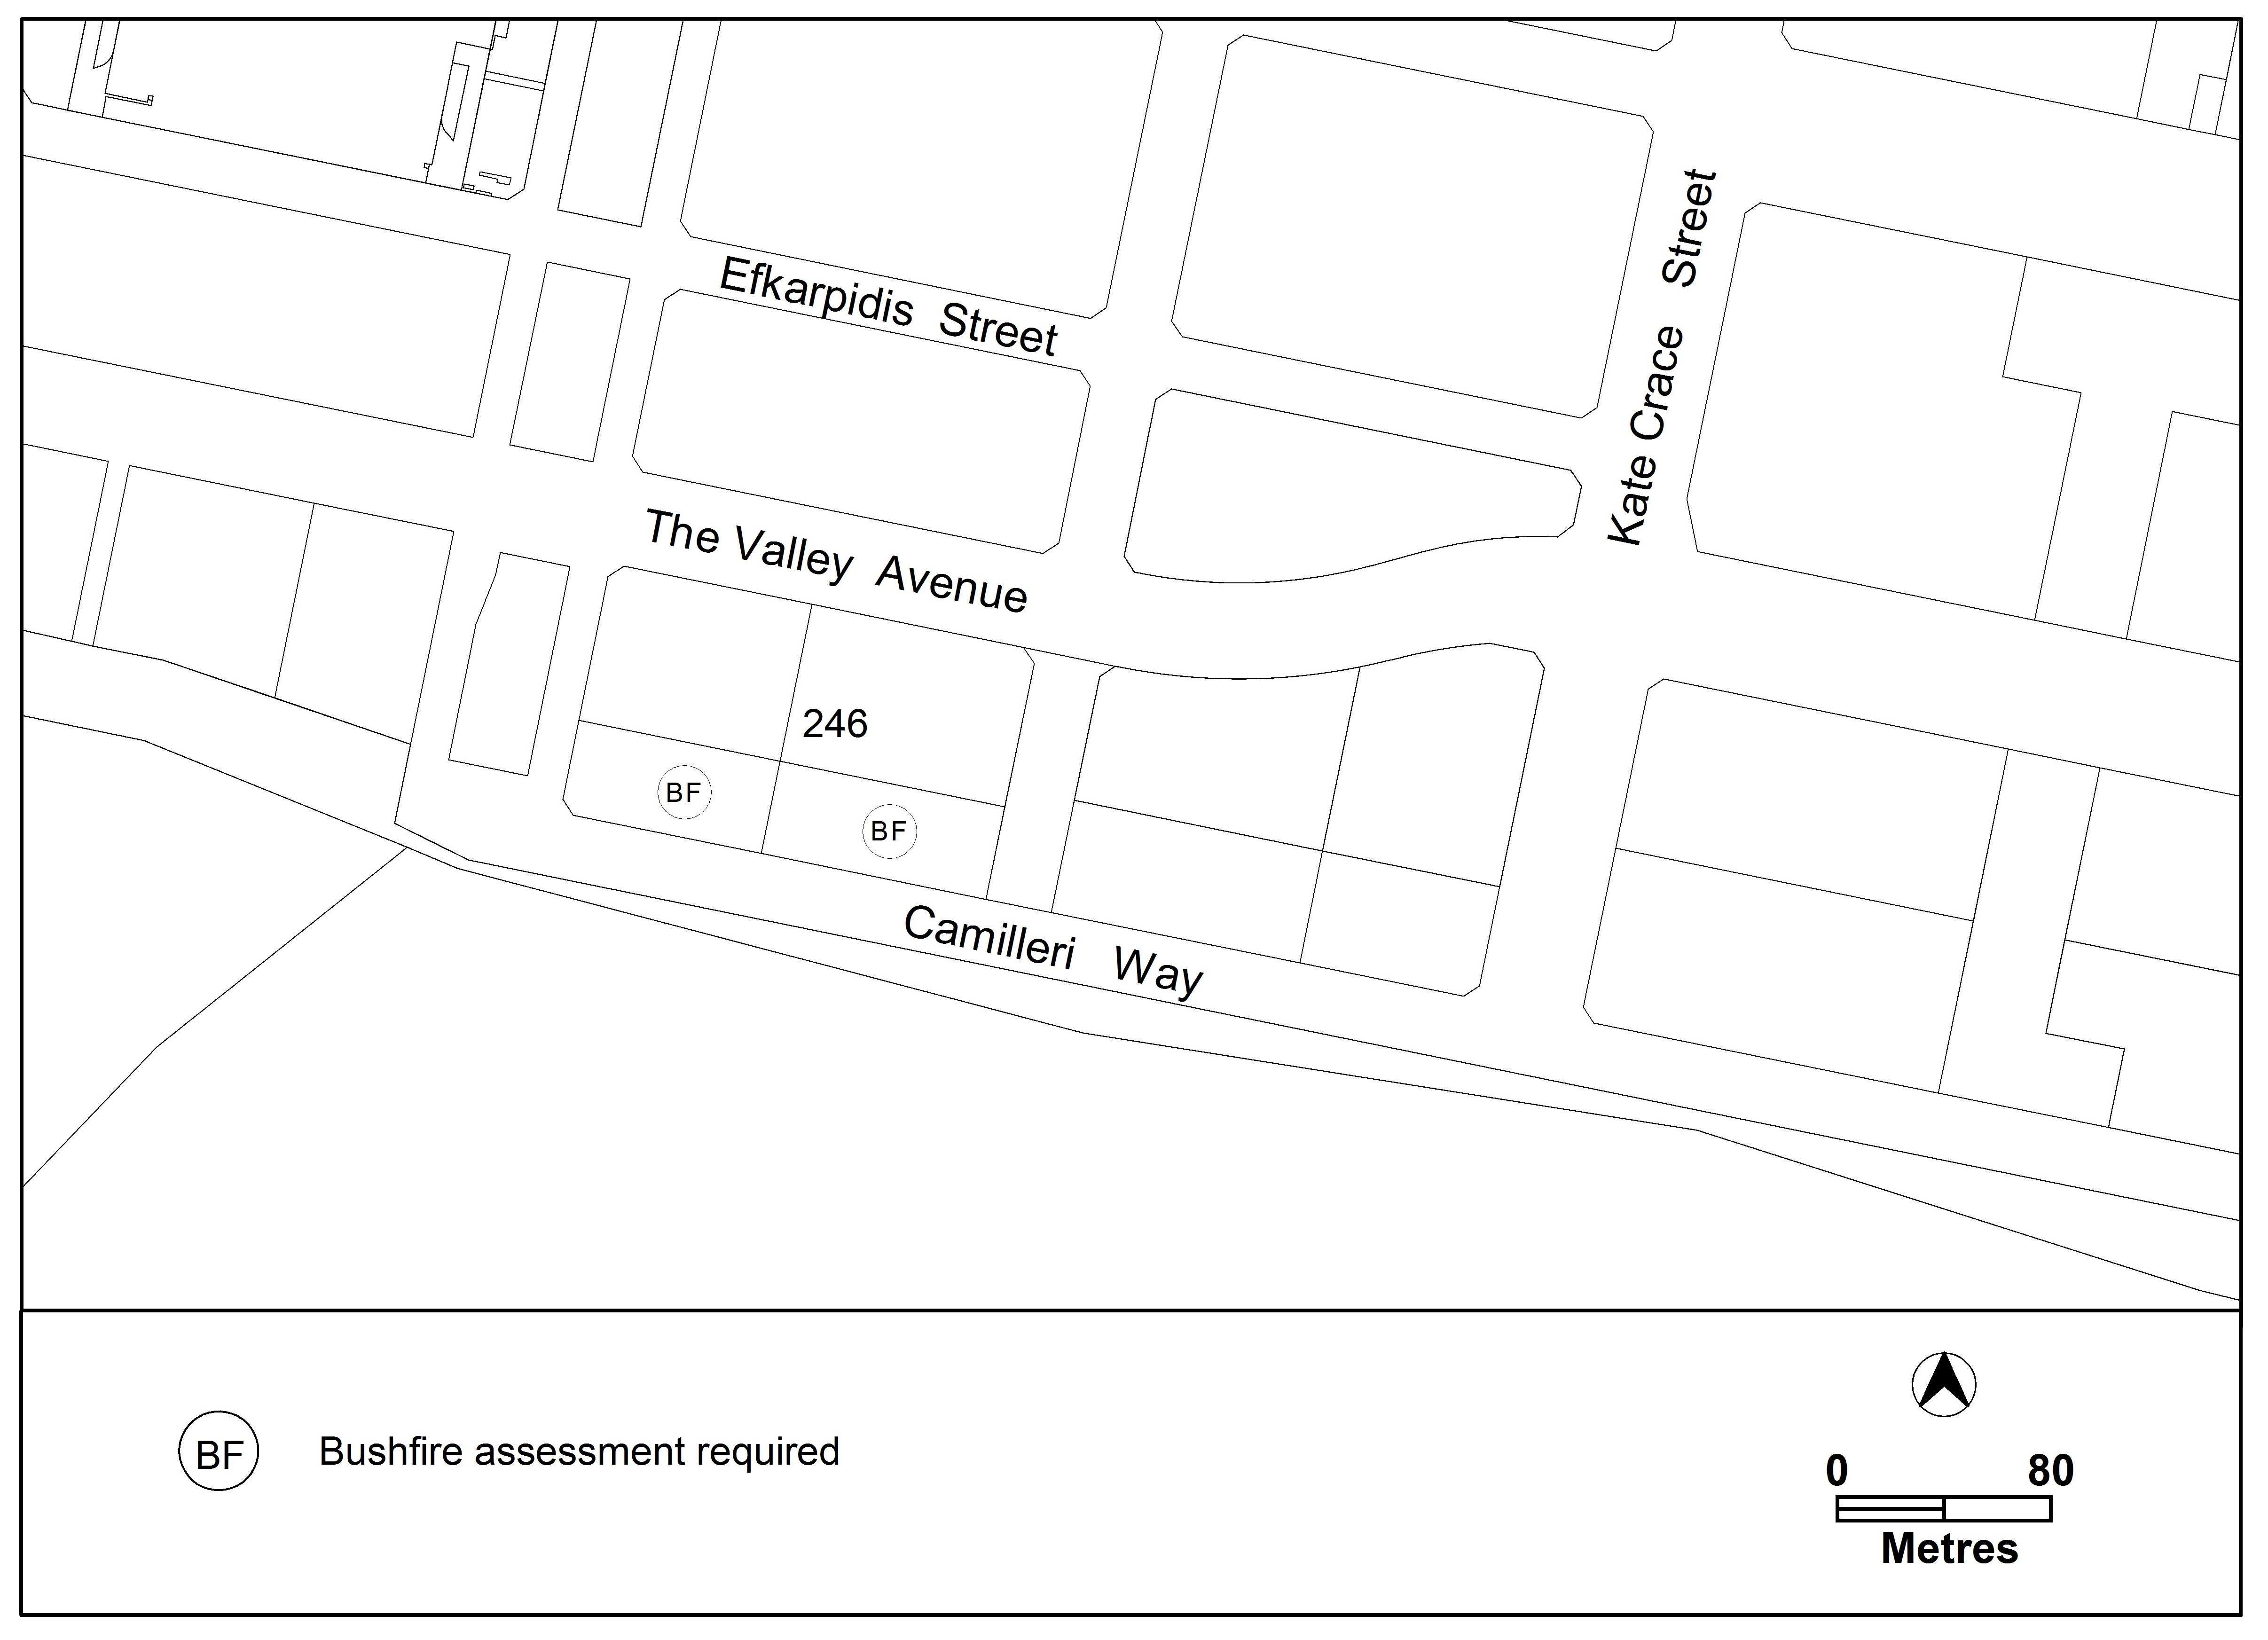 Kate Crace Street
Efkarpidis Street
The Valley Avenue
246
BF
BF
Camilleri Way
BF Bushfire assessment required
0 80
Metres